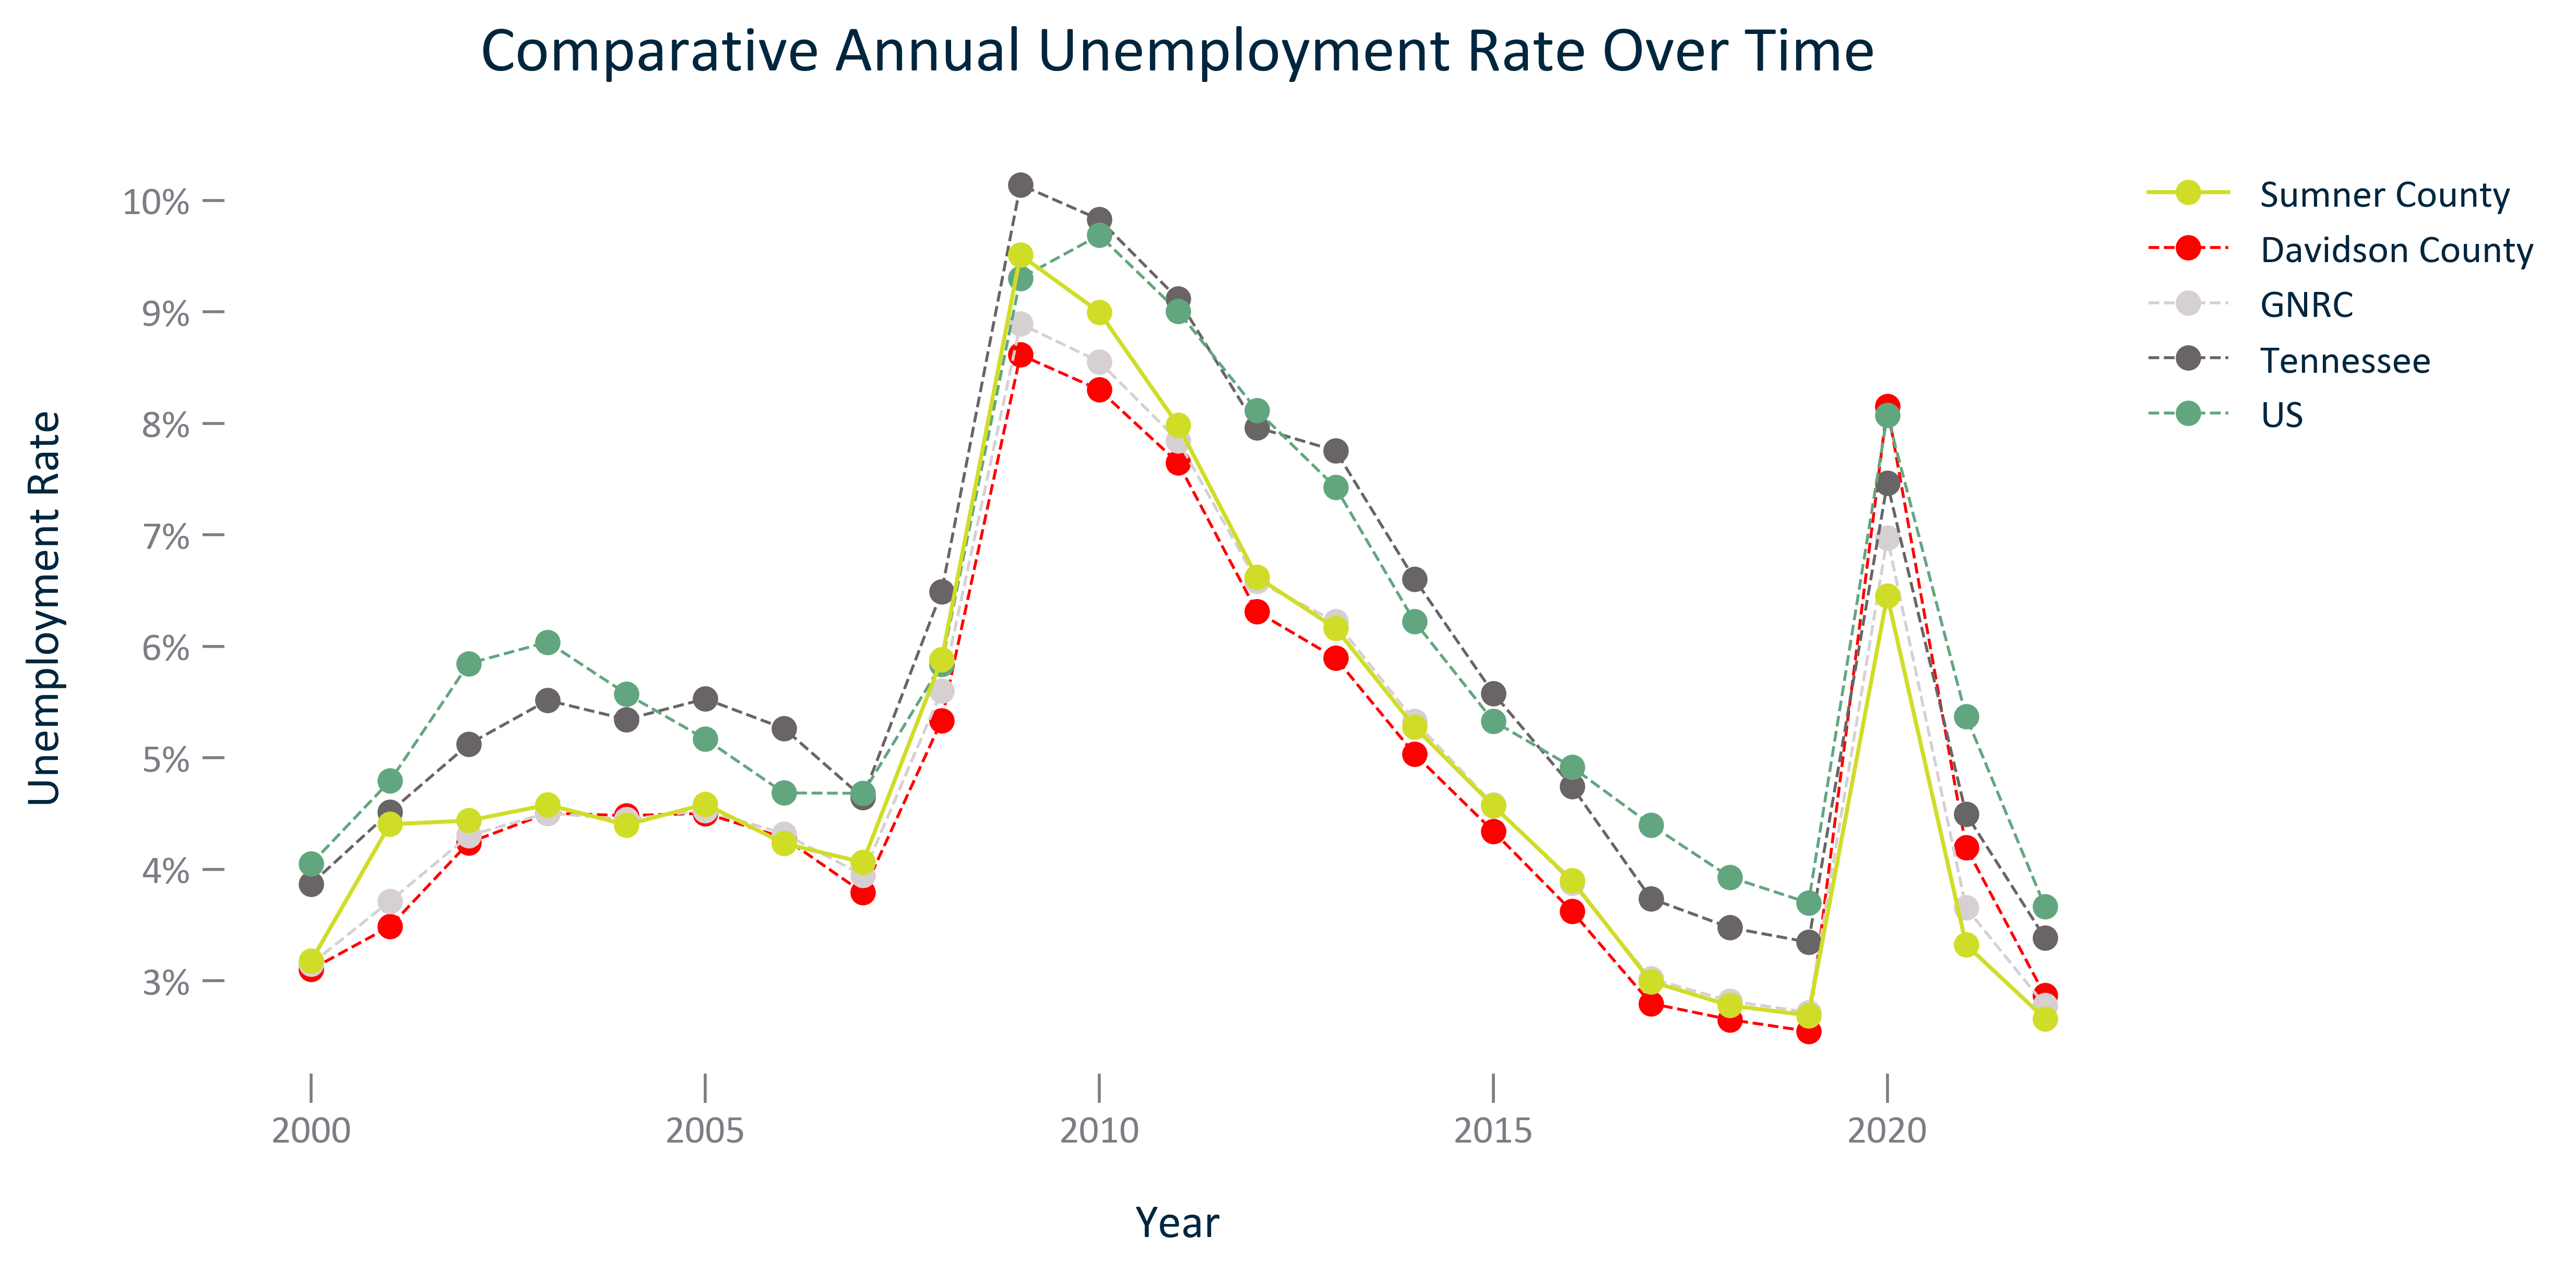 Comparative Annual Unemployment Rate Over Time
Unemployment Rate
10%
9%
8%
7%
6%
5%
4%
3%
2000
2005
2010
2015
2020
Year
Sumner County
Davidson County
GNRC
Tennessee
US